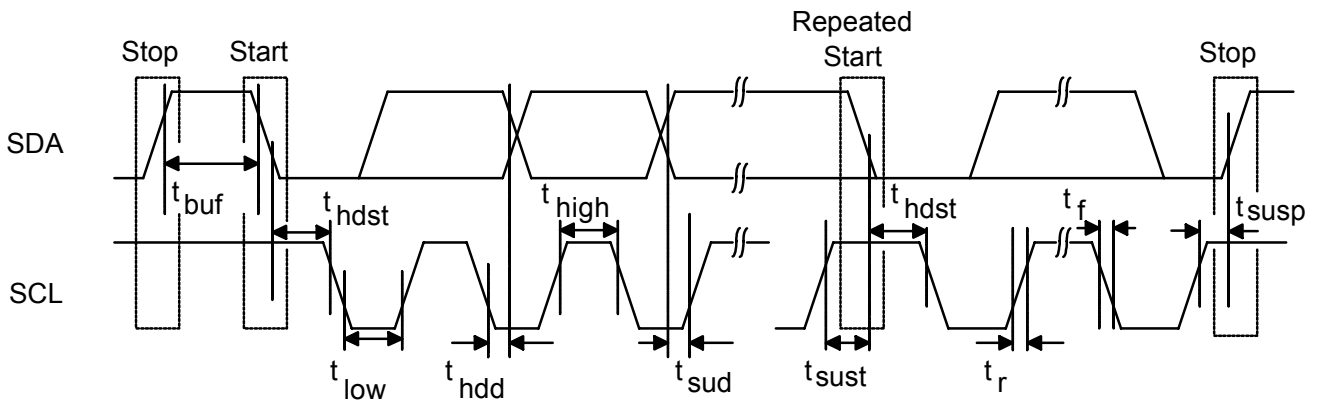 Repeated
Stop Start Start Stop
SDA
t buf t hdst t high t hdst t f t susp
SCL
t low t hdd t sud t sust t r